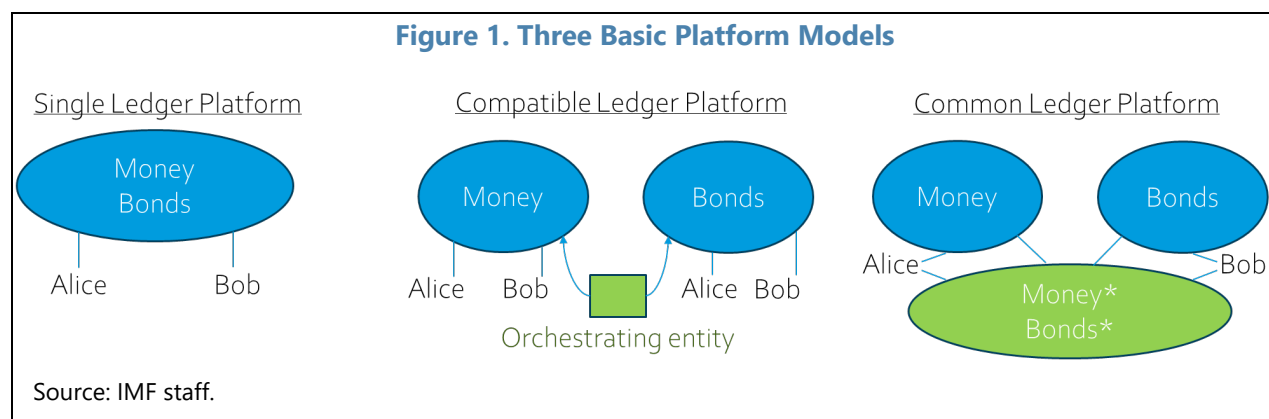 Figure 1. Three Basic Platform Models
Single Ledger Platform
Money
Bonds
Alice
Bob
Compatible Ledger Platform
Money
Bonds
Alice
Bob
Alice
Bob
Orchestrating entity
Common Ledger Platform
Money
Bonds
Alice
Bob
Money*
Bonds*
Source: IMF staff.